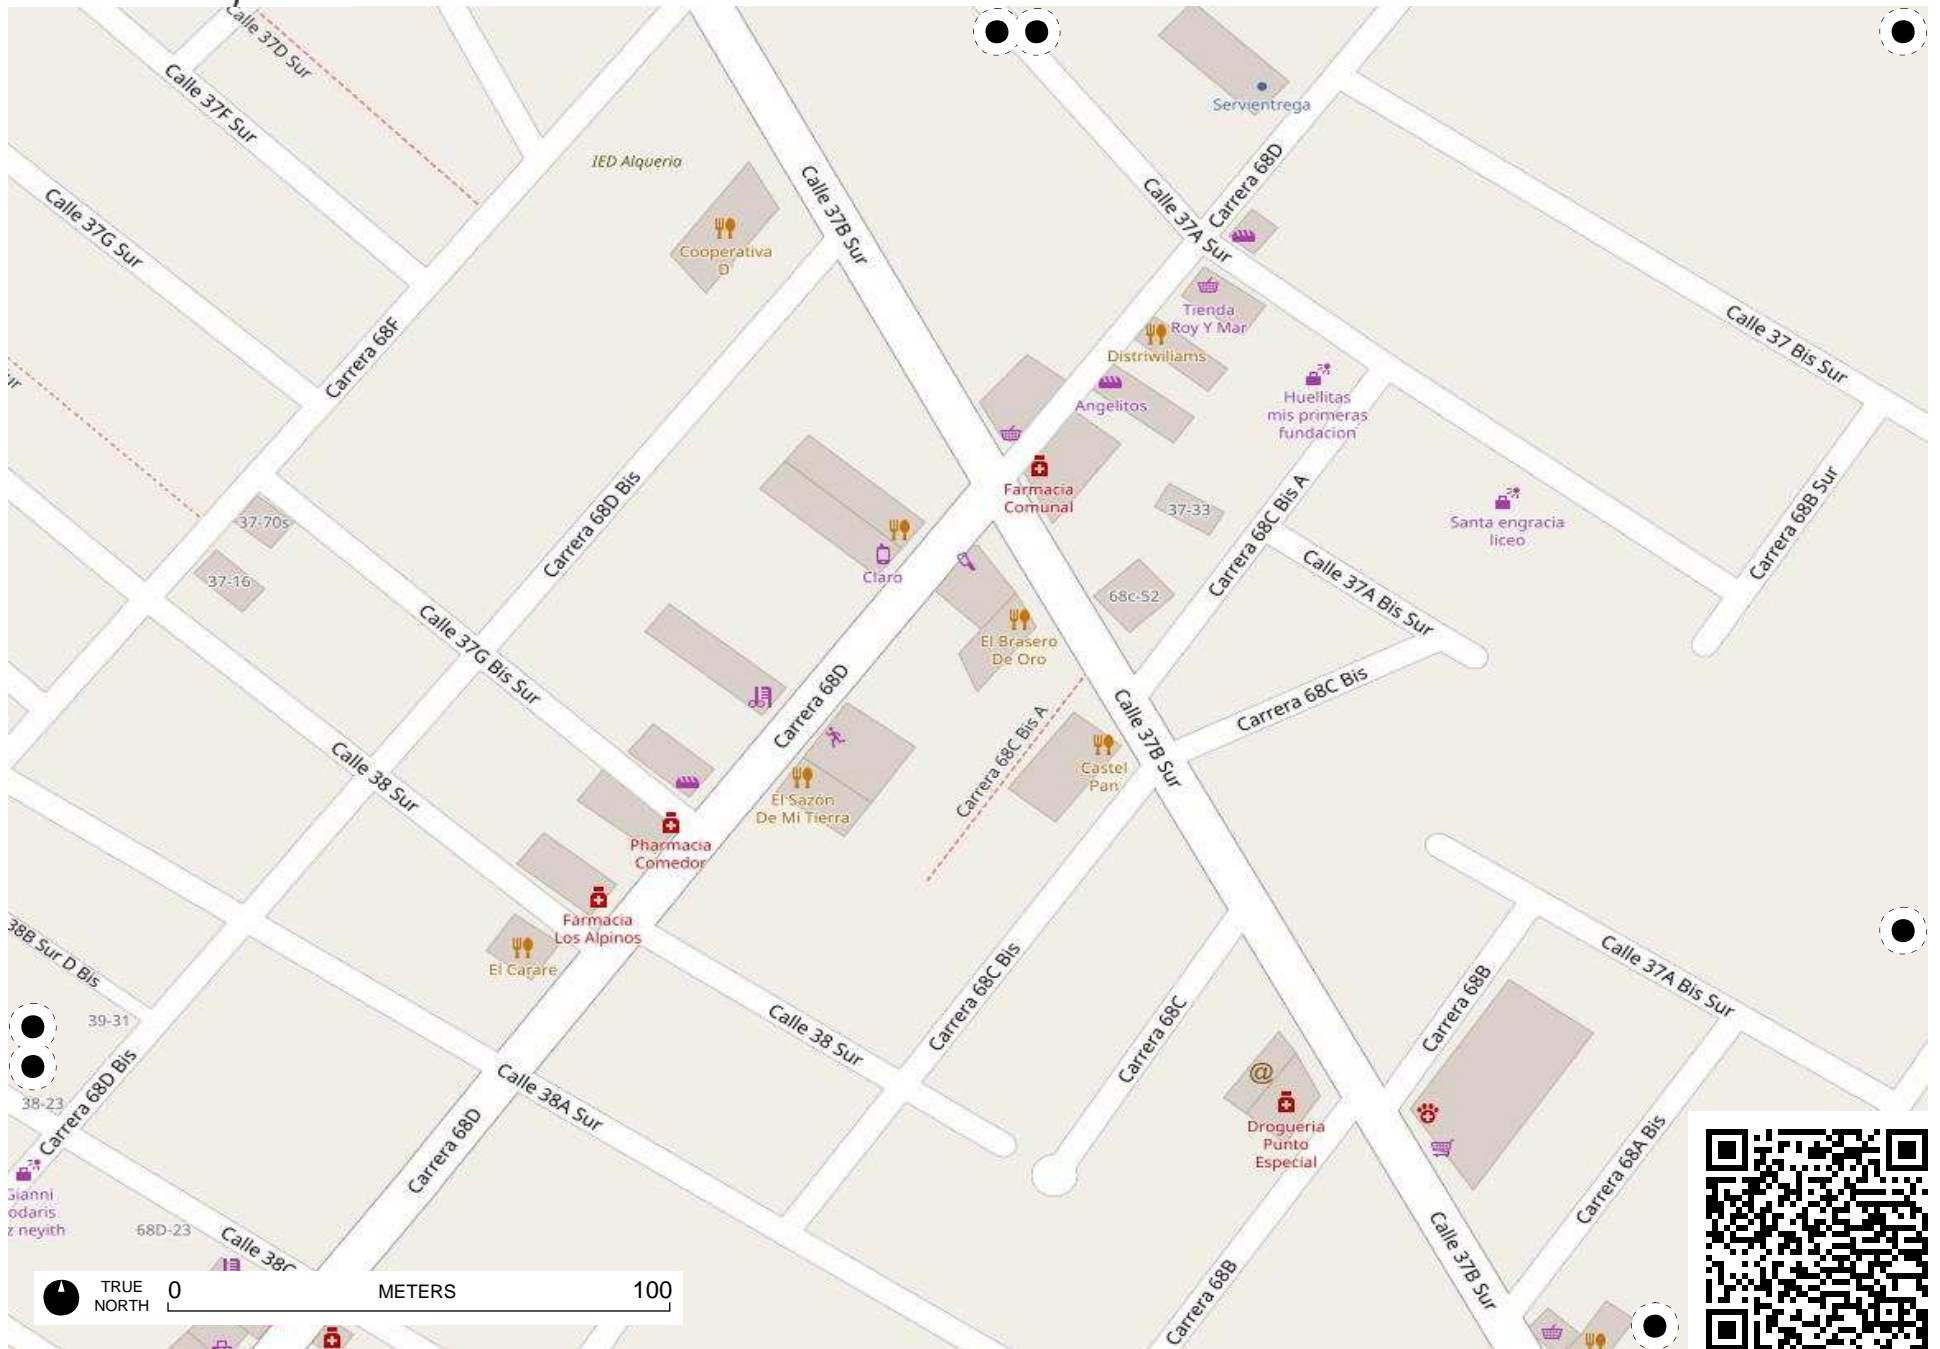 Calle 37D Sur
Calle 37F Sur
Servientrega
IED Alqueria
Carrera 68D
Calle 37B Sur
Calle 37A Sur
Calle 37G Sur
Cooperativa
D
Tienda
Roy Y Mar
Calle 37 Bis Sur
Carrera 68F
Distriwiliams
ur
Angelitos
Huellitas
mis primeras
fundacion
Farmacia
Comunal
37-33
Carrera 68B Sur
Santa engracia
liceo
37-70s
Carrera 68D Bis
Carrera 68C Bis A
Claro
37-16
68c-52
Calle 37A Bis Sur
Calle 37G Bis Sur
El Brasero
De Oro
Carrera 68D
Carrera 68C Bis
Calle 37B Sur
Carrera 68C Bis A
Calle 38 Sur
Castel
Pan
El Sazón
De Mi Tierra
Pharmacia
Comedor
Farmacia
Los Alpinos
38B Sur D Bis
El Carare
Calle 37A Bis Sur
Carrera 68C Bis
Carrera 68B
39-31
Calle 38 Sur
Carrera 68C
@
Carrera 68D Bis
38-23
Calle 38A Sur
Carrera 68D
Drogueria
Punto
Especial
Carrera 68A Bis
Gianni
odaris
z neyith
68D-23
Calle 38C
Calle 37B Sur
Carrera 68B
TRUE
NORTH
0 METERS 100